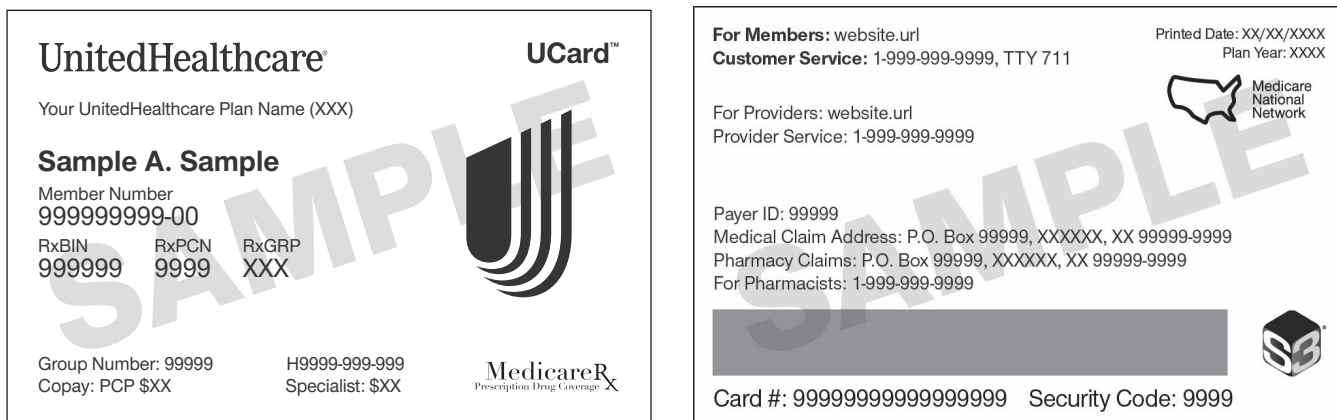 UnitedHealthcare®
UCard™
Your UnitedHealthcare Plan Name (XXX)
Sample A. Sample
Member Number
999999999-00
RxBIN RxPCN RxGRP
999999 9999 XXX
Group Number: 99999 H9999-999-999
Copay: PCP $XX Specialist: $XX
MedicareRx
Prescription Drug Coverage
SAMPLE
For Members: website.url
Customer Service: 1-999-999-9999, TTY 711
Printed Date: XX/XX/XXXX
Plan Year: XXXX
Medicare
National
Network
For Providers: website.url
Provider Service: 1-999-999-9999
Payer ID: 99999
Medical Claim Address: P.O. Box 99999, XXXXXX, XX 99999-9999
Pharmacy Claims: P.O. Box 99999, XXXXXX, XX 99999-9999
For Pharmacists: 1-999-999-9999
S3
Card #: 99999999999999999 Security Code: 9999
SAMPLE